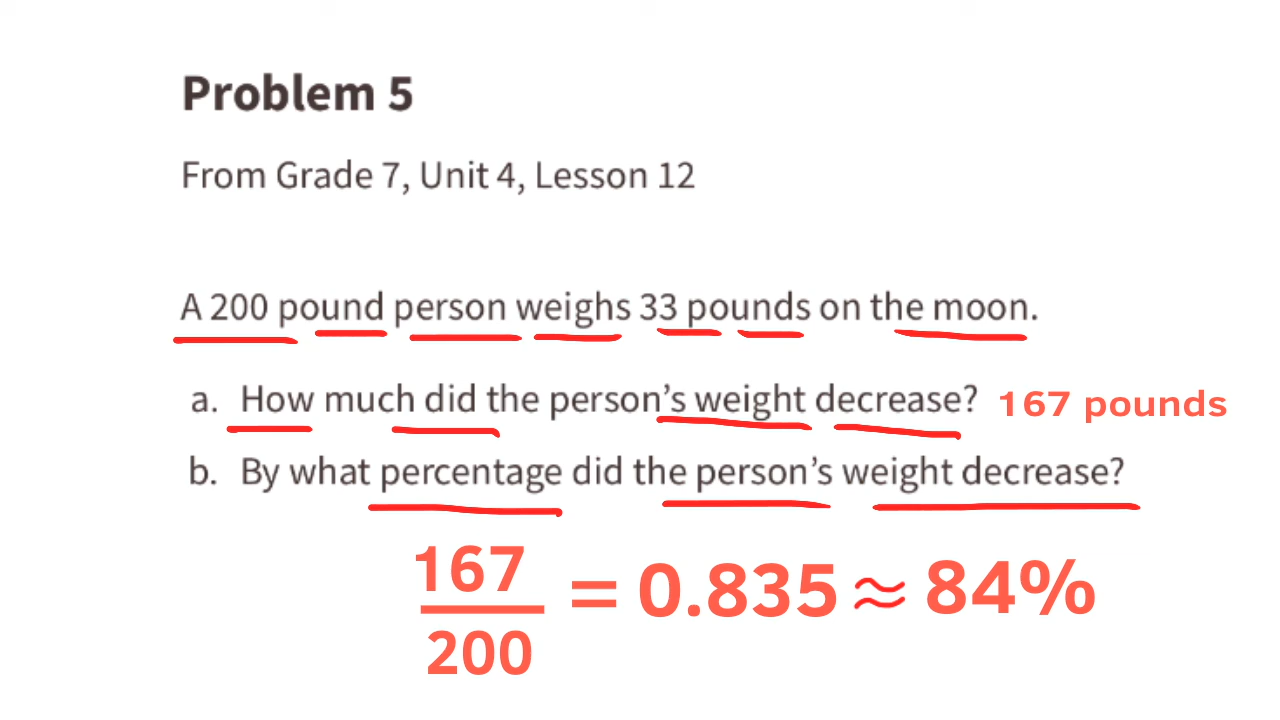 Problem 5
From Grade 7, Unit 4, Lesson 12
A 200 pound person weighs 33 pounds on the moon.
a. How much did the person's weight decrease? 167 pounds
b. By what percentage did the person's weight decrease?
167
= 0.835 ≈ 84%
200